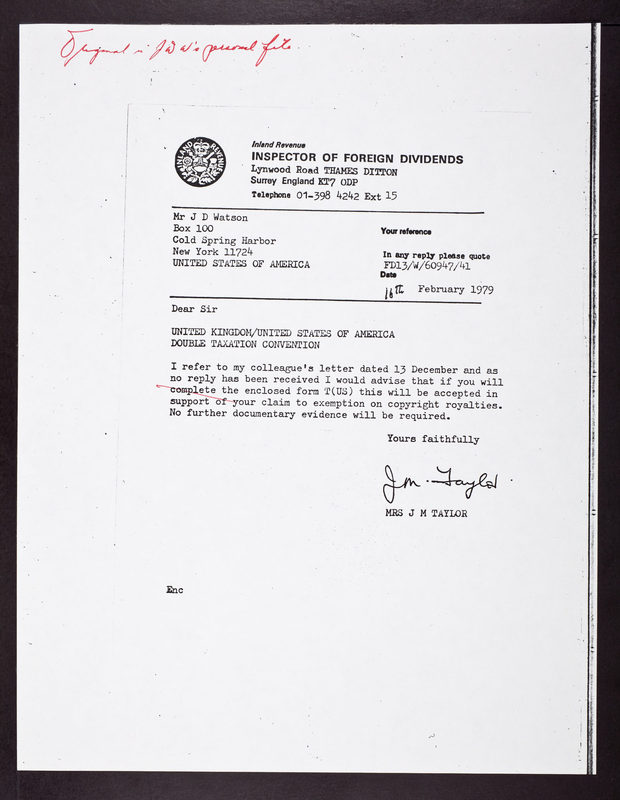 Original in JDW's personal file.
INLAND REVENUE
Inland Revenue
INSPECTOR OF FOREIGN DIVIDENDS
Lynwood Road THAMES DITTON
Surrey England KT7 ODP
Telephone 01-398 4242 Ext 15
Mr J D Watson
Box 100
Cold Spring Harbor
New York 11724
UNITED STATES OF AMERICA
Your reference
In any reply please quote
FD13/W/60947/41
Date
16th February 1979
Dear Sir
UNITED KINGDOM/UNITED STATES OF AMERICA
DOUBLE TAXATION CONVENTION
I refer to my colleague's letter dated 13 December and as
no reply has been received I would advise that if you will
complete the enclosed form T(US) this will be accepted in
support of your claim to exemption on copyright royalties.
No further documentary evidence will be required.
Yours faithfully
J M. Taylor.
MRS J M TAYLOR
Enc